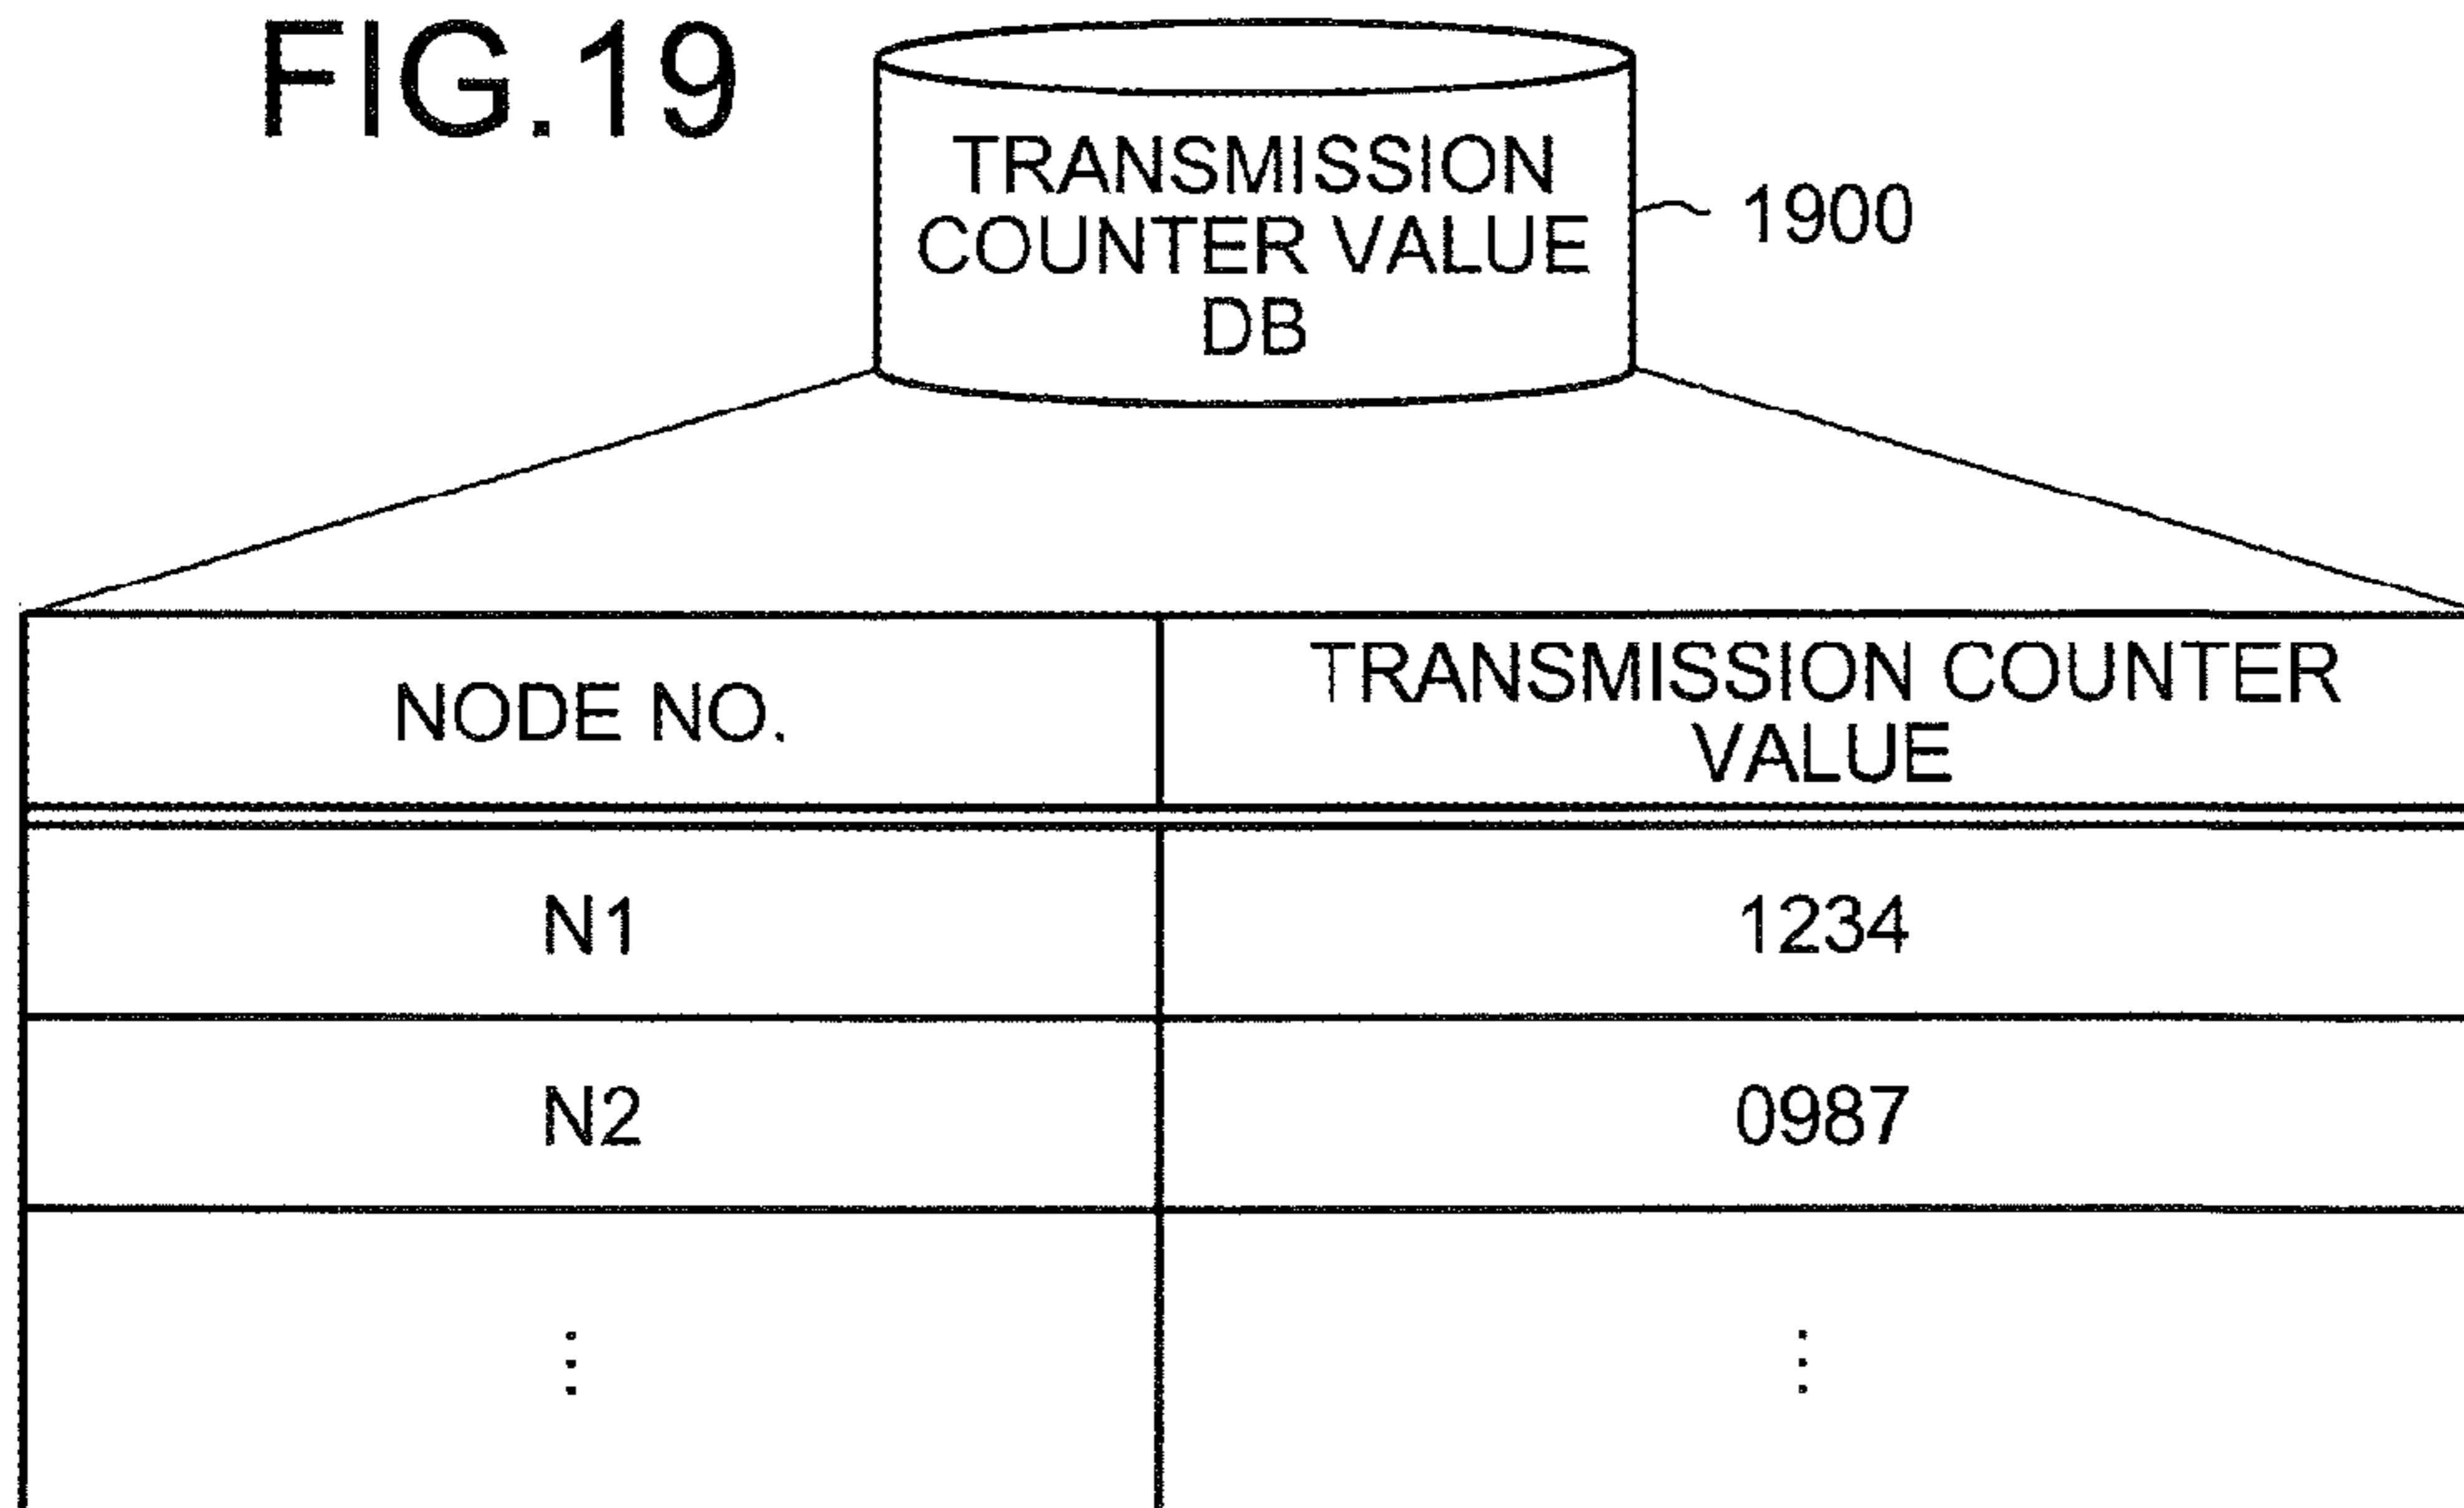 FIG.19
TRANSMISSION
COUNTER VALUE
DB
1900
NODE NO.
TRANSMISSION COUNTER
VALUE
N1
1234
N2
0987